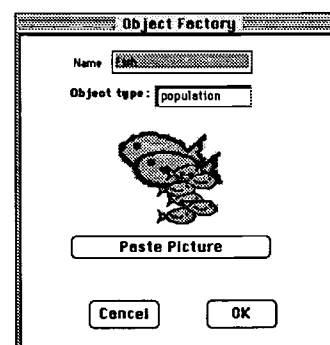 Object Factory
Name Fish
Object type: population
Paste Picture
Cancel OK